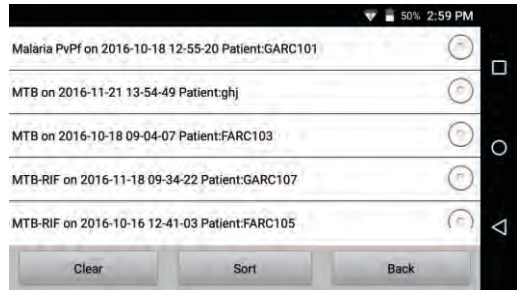 50% 2:59 PM
Malaria PvPf on 2016-10-18 12-55-20 Patient:GARC101
MTB on 2016-11-21 13-54-49 Patient:ghj
MTB on 2016-10-18 09-04-07 Patient:FARC103
MTB-RIF on 2016-11-18 09-34-22 Patient:GARC107
MTB-RIF on 2016-10-16 12-41-03 Patient:FARC105
Clear Sort Back